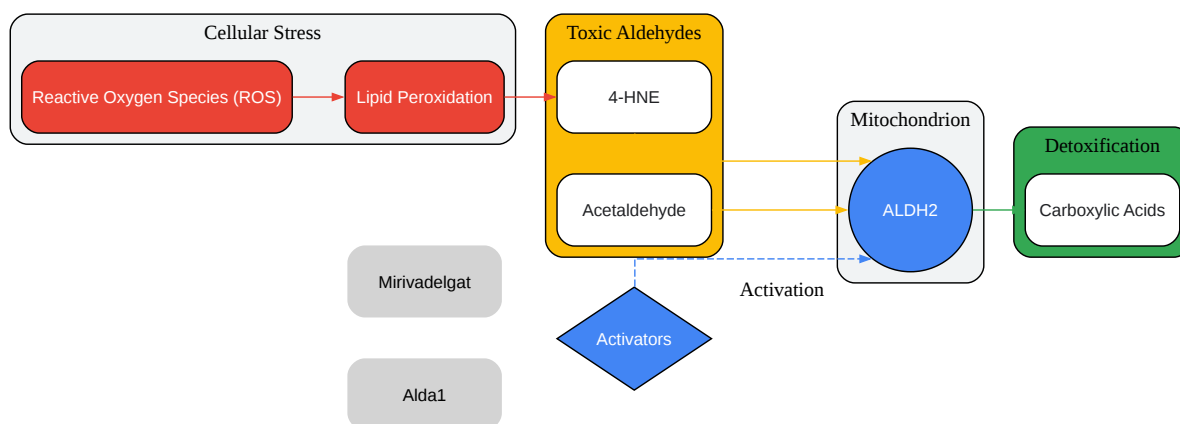 Cellular Stress
Reactive Oxygen Species (ROS)
Lipid Peroxidation
Toxic Aldehydes
4-HNE
Acetaldehyde
Mitochondrion
ALDH2
Detoxification
Carboxylic Acids
Mirivadelgat
Activation
Activators
Alda1